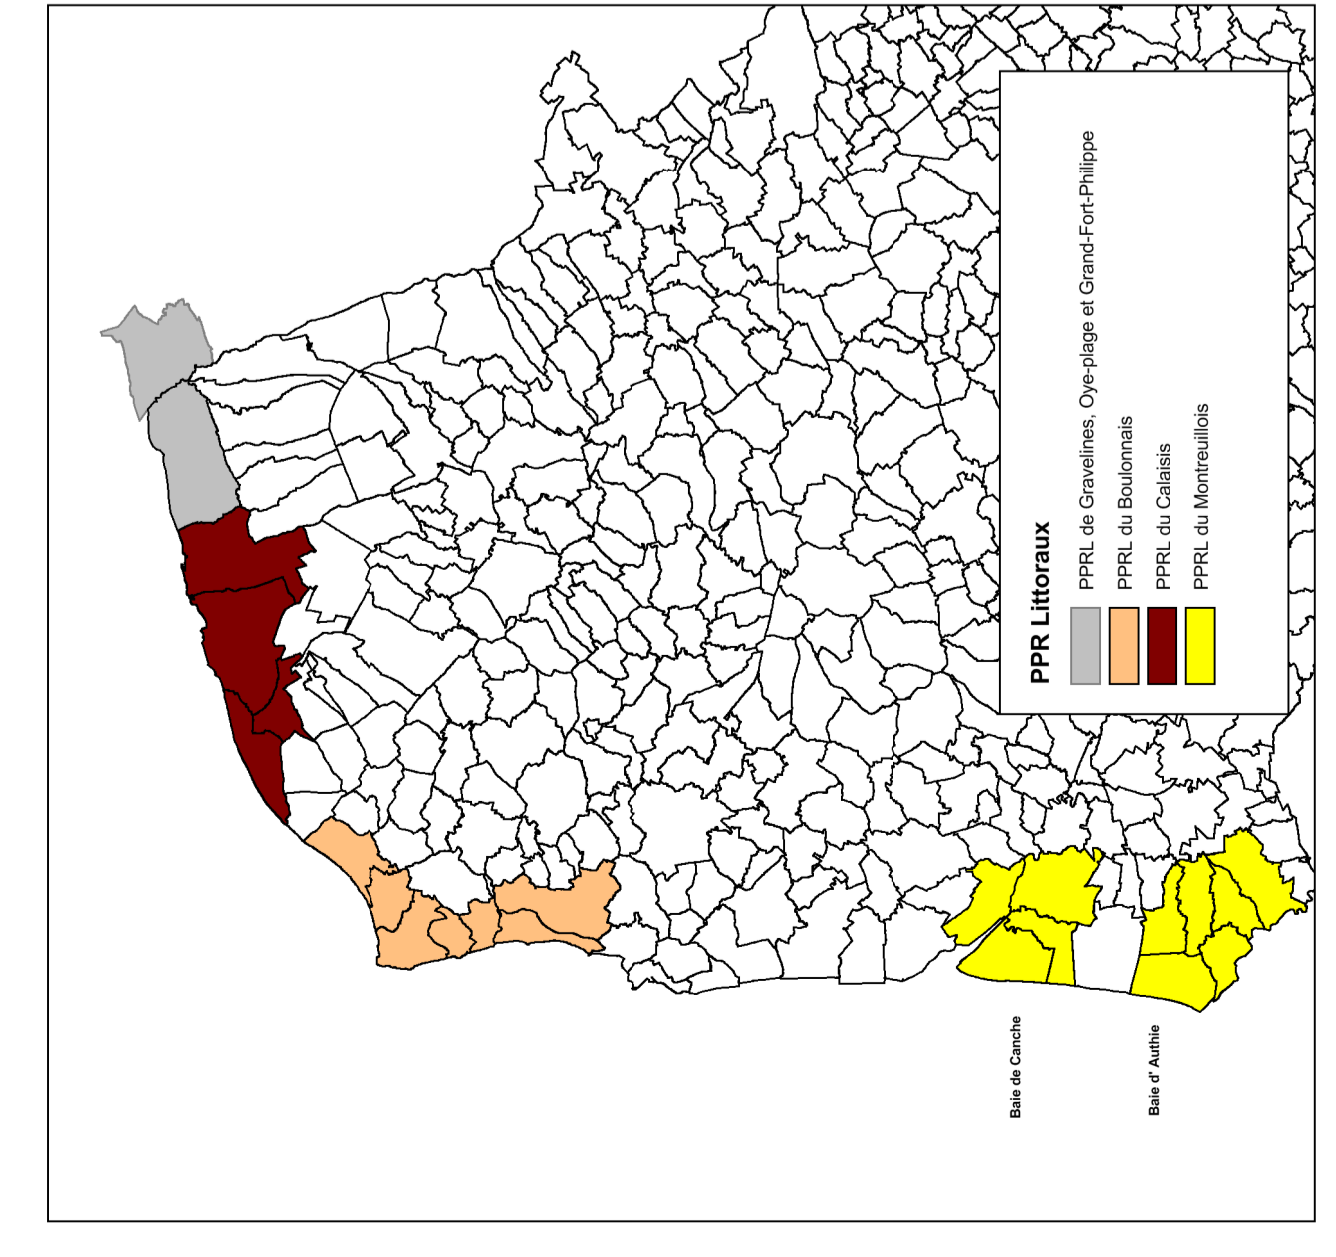 PPR Littoraux
PPRL de Gravelines, Oye-plage et Grand-Fort-Philippe
PPRL du Boulonnais
PPRL du Calaisis
PPRL du Montreuillois
Baie de Canche
Baie d' Authie